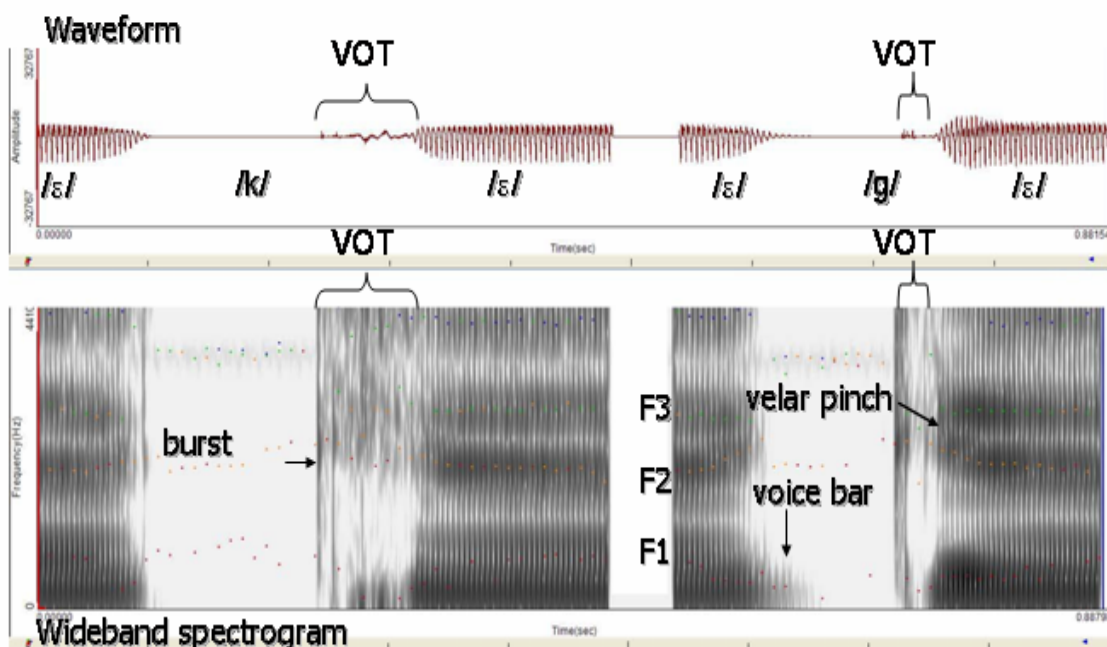 Waveform
VOT VOT
32767
Amplitude
-32767
/ɛ/ /k/ /ɛ/ /ɛ/ /g/ /ɛ/
0.00000 Time(sec) 0.88154
VOT VOT
4410
Frequency(Hz)
0
F3 velar pinch
burst
F2
voice bar
F1
0.00000 Time(sec) 0.8879
Wideband spectrogram